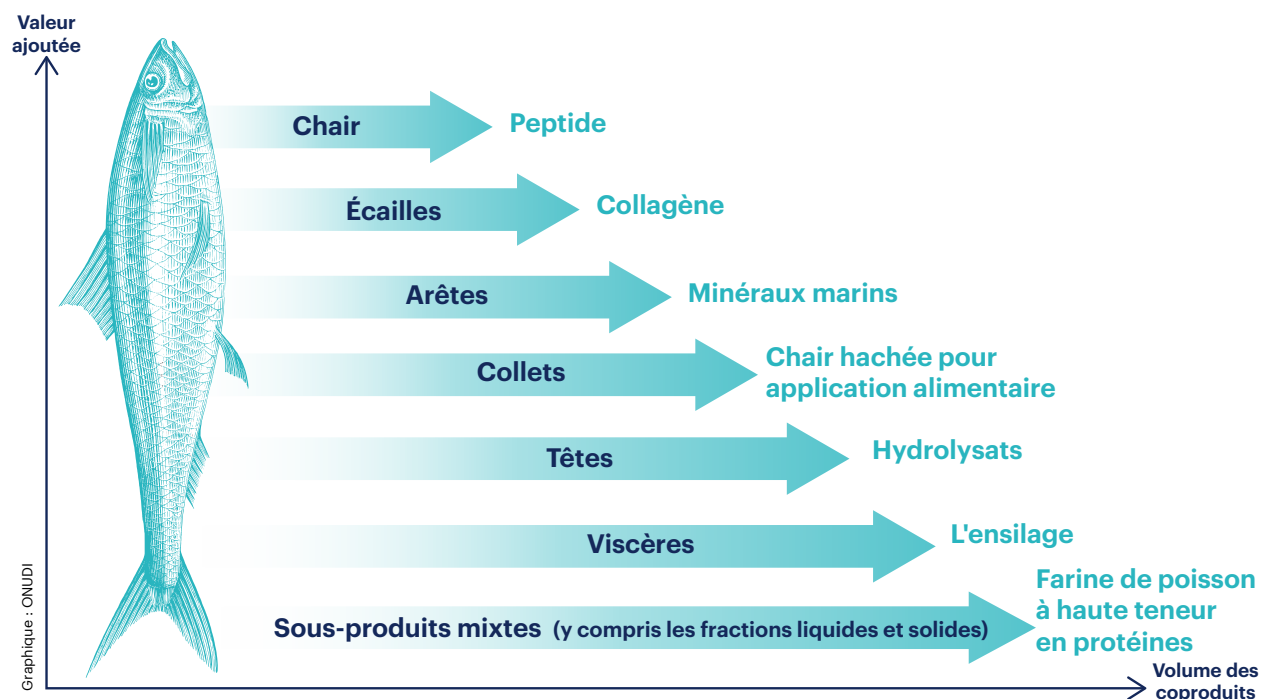 Valeur
ajoutée
Chair
Peptide
Écailles
Collagène
Arêtes
Minéraux marins
Collets
Chair hachée pour
application alimentaire
Têtes
Hydrolysats
Viscères
L'ensilage
Sous-produits mixtes (y compris les fractions liquides et solides)
Farine de poisson
à haute teneur
en protéines
Volume des
coproduits
Graphique : ONUDI